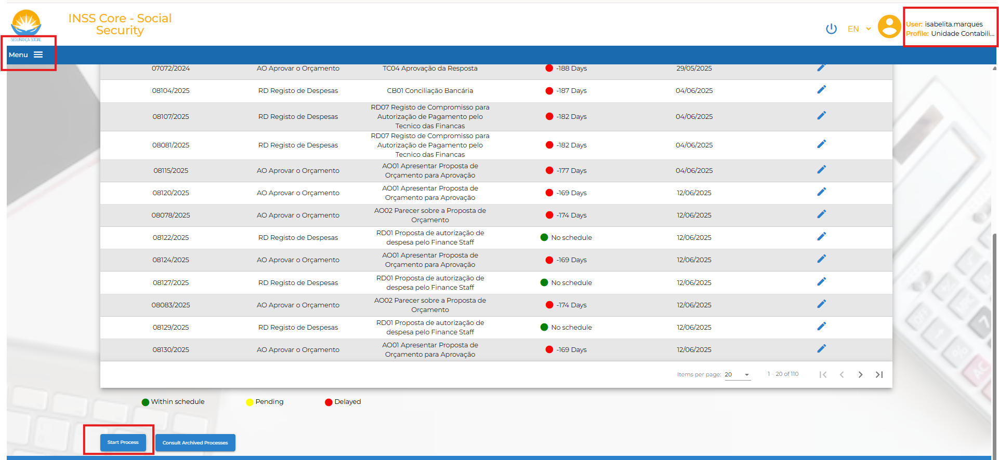 INSS Core - Social
Security
SEGURANÇA SOCIAL
EN
User: isabelita.marques
Profile: Unidade Contabili...
Menu
07072/2024 AO Aprovar o Orçamento TC04 Aprovação da Resposta -188 Days 29/05/2025
08104/2025 RD Registo de Despesas CB01 Conciliação Bancária -187 Days 04/06/2025
RD07 Registo de Compromisso para
08107/2025 RD Registo de Despesas Autorização de Pagamento pelo -182 Days 04/06/2025
Tecnico das Financas
RD07 Registo de Compromisso para
08081/2025 RD Registo de Despesas Autorização de Pagamento pelo -182 Days 04/06/2025
Tecnico das Financas
08115/2025 AO Aprovar o Orçamento AO01 Apresentar Proposta de -177 Days 04/06/2025
Orçamento para Aprovação
08120/2025 AO Aprovar o Orçamento AO01 Apresentar Proposta de -169 Days 12/06/2025
Orçamento para Aprovação
08078/2025 AO Aprovar o Orçamento AO02 Parecer sobre a Proposta de -174 Days 12/06/2025
Orçamento
08122/2025 RD Registo de Despesas RD01 Proposta de autorização de No schedule 12/06/2025
despesa pelo Finance Staff
08124/2025 AO Aprovar o Orçamento AO01 Apresentar Proposta de -169 Days 12/06/2025
Orçamento para Aprovação
08127/2025 RD Registo de Despesas RD01 Proposta de autorização de No schedule 12/06/2025
despesa pelo Finance Staff
08083/2025 AO Aprovar o Orçamento AO02 Parecer sobre a Proposta de -174 Days 12/06/2025
Orçamento
08129/2025 RD Registo de Despesas RD01 Proposta de autorização de No schedule 12/06/2025
despesa pelo Finance Staff
08130/2025 AO Aprovar o Orçamento AO01 Apresentar Proposta de -169 Days 12/06/2025
Orçamento para Aprovação
Items per page: 20 1 - 20 of 110
Within schedule Pending Delayed
Start Process Consult Archived Processes